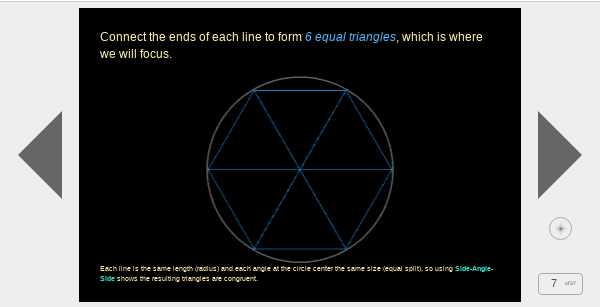 Connect the ends of each line to form 6 equal triangles, which is where
we will focus.
Each line is the same length (radius) and each angle at the circle center the same size (equal split), so using Side-Angle-
Side shows the resulting triangles are congruent.
7 of 37